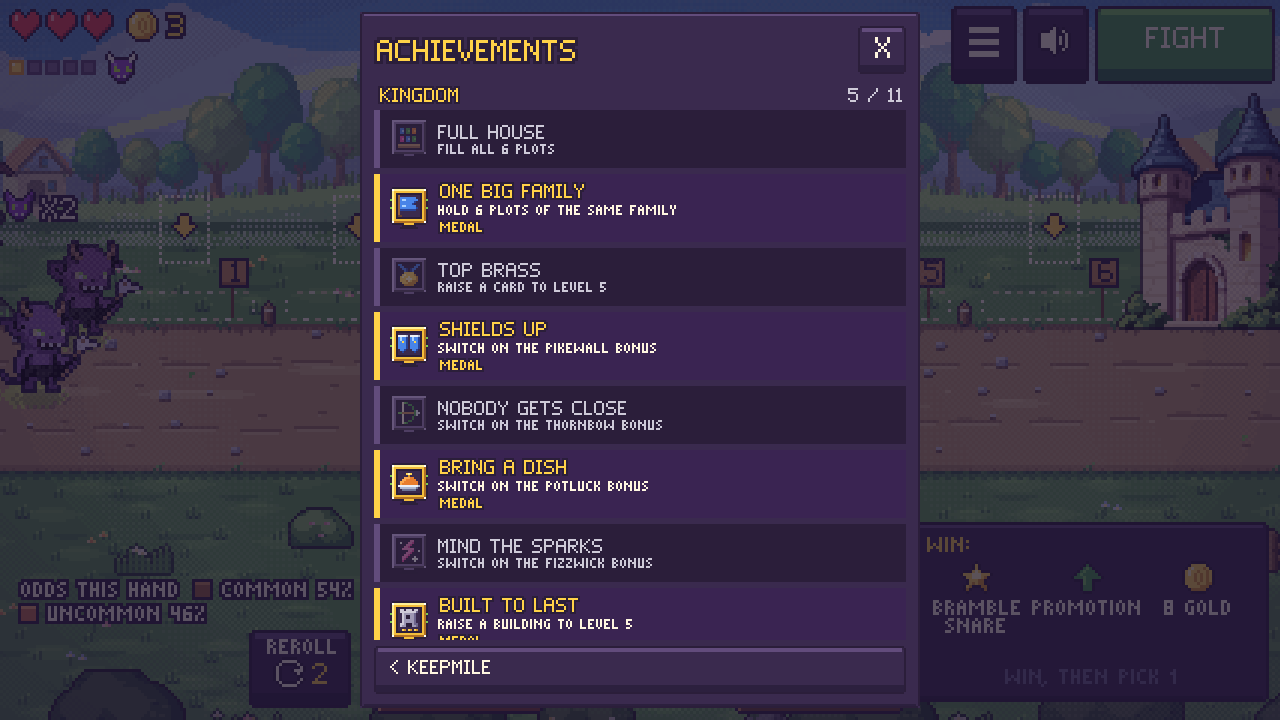 3
FIGHT
X2
1
5
6
ACHIEVEMENTS
X
KINGDOM 5 / 11
FULL HOUSE
FILL ALL 6 PLOTS
ONE BIG FAMILY
HOLD 6 PLOTS OF THE SAME FAMILY
MEDAL
TOP BRASS
RAISE A CARD TO LEVEL 5
SHIELDS UP
SWITCH ON THE PIKEWALL BONUS
MEDAL
NOBODY GETS CLOSE
SWITCH ON THE THORNBOW BONUS
BRING A DISH
SWITCH ON THE POTLUCK BONUS
MEDAL
MIND THE SPARKS
SWITCH ON THE FIZZWICK BONUS
BUILT TO LAST
RAISE A BUILDING TO LEVEL 5
MEDAL
< KEEPMILE
ODDS THIS HAND COMMON 54%
UNCOMMON 46%
REROLL
2
WIN:
BRAMBLE SNARE
PROMOTION
8 GOLD
WIN, THEN PICK 1